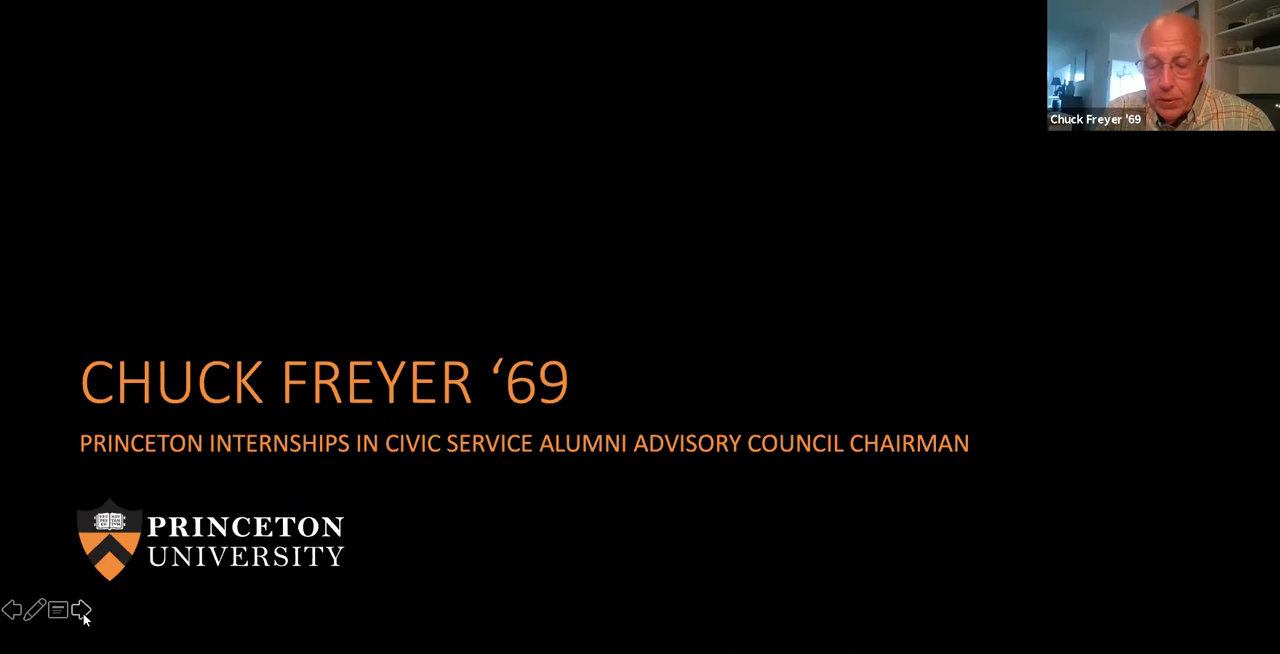 Chuck Freyer '69
CHUCK FREYER ‘69
PRINCETON INTERNSHIPS IN CIVIC SERVICE ALUMNI ADVISORY COUNCIL CHAIRMAN
PRINCETON
UNIVERSITY